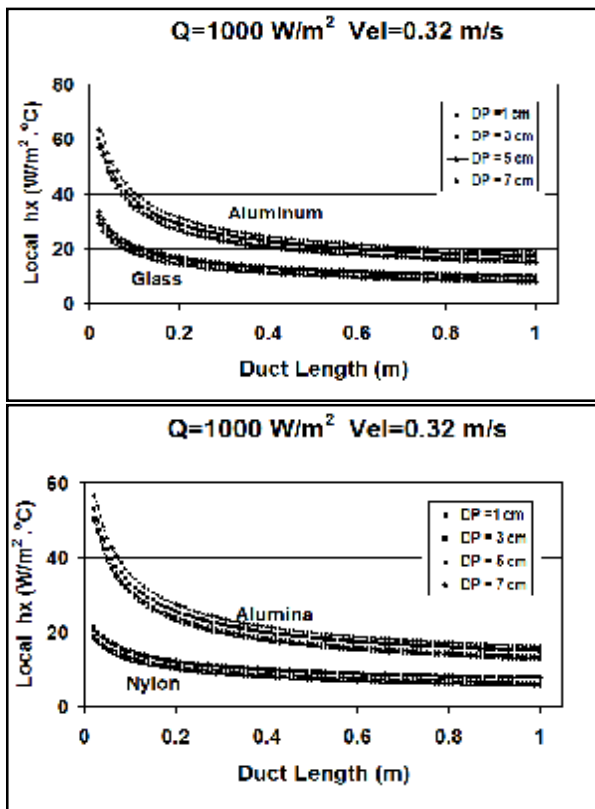 Q=1000 W/m² Vel=0.32 m/s
80
60
40
20
0
Local hx (W/m².ºC)
DP =1 cm
DP = 3 cm
DP = 5 cm
DP = 7 cm
Aluminum
Glass
0 0.2 0.4 0.6 0.8 1
Duct Length (m)
Q=1000 W/m² Vel=0.32 m/s
60
40
20
0
Local hx (W/m².ºC)
DP =1 cm
DP = 3 cm
DP = 5 cm
DP = 7 cm
Alumina
Nylon
0 0.2 0.4 0.6 0.8 1
Duct Length (m)